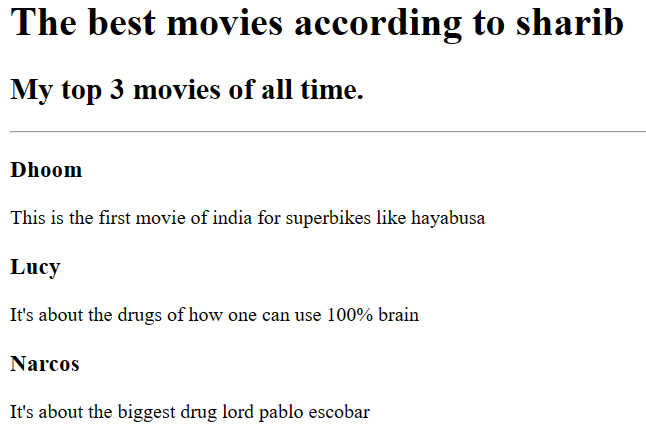 The best movies according to sharib
My top 3 movies of all time.
Dhoom
This is the first movie of india for superbikes like hayabusa
Lucy
It's about the drugs of how one can use 100% brain
Narcos
It's about the biggest drug lord pablo escobar